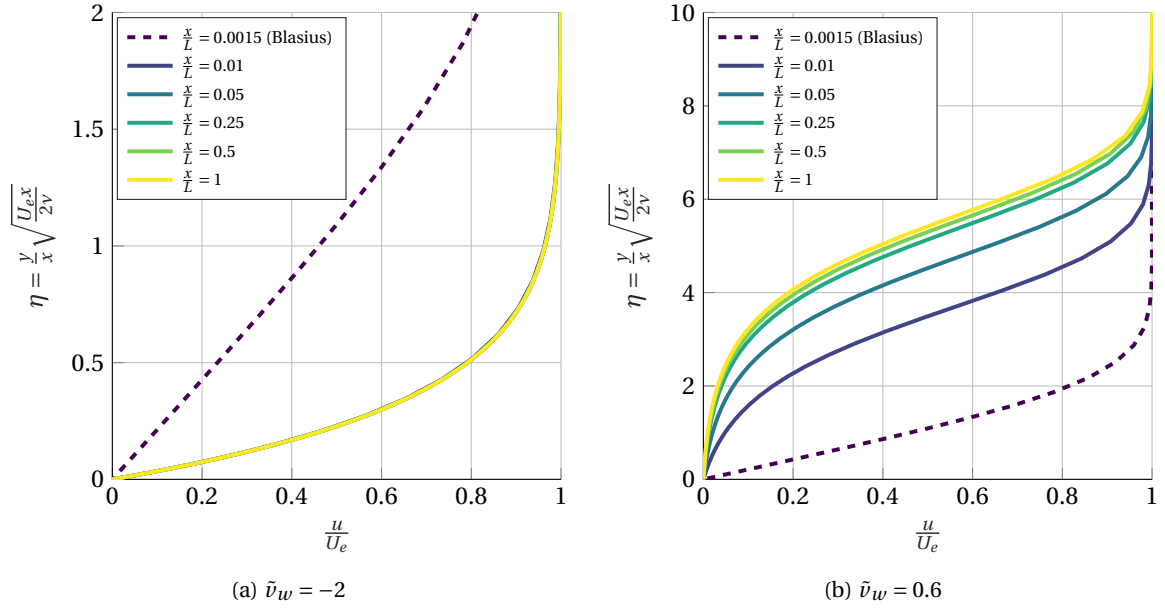 2
1.5
1
0.5
0
0
0.2
0.4
0.6
0.8
1
η = y/x √(U_e x/2ν)
u/U_e
x/L = 0.0015 (Blasius)
x/L = 0.01
x/L = 0.05
x/L = 0.25
x/L = 0.5
x/L = 1
(a) ṽ_w = −2
10
8
6
4
2
0
0
0.2
0.4
0.6
0.8
1
η = y/x √(U_e x/2ν)
u/U_e
x/L = 0.0015 (Blasius)
x/L = 0.01
x/L = 0.05
x/L = 0.25
x/L = 0.5
x/L = 1
(b) ṽ_w = 0.6